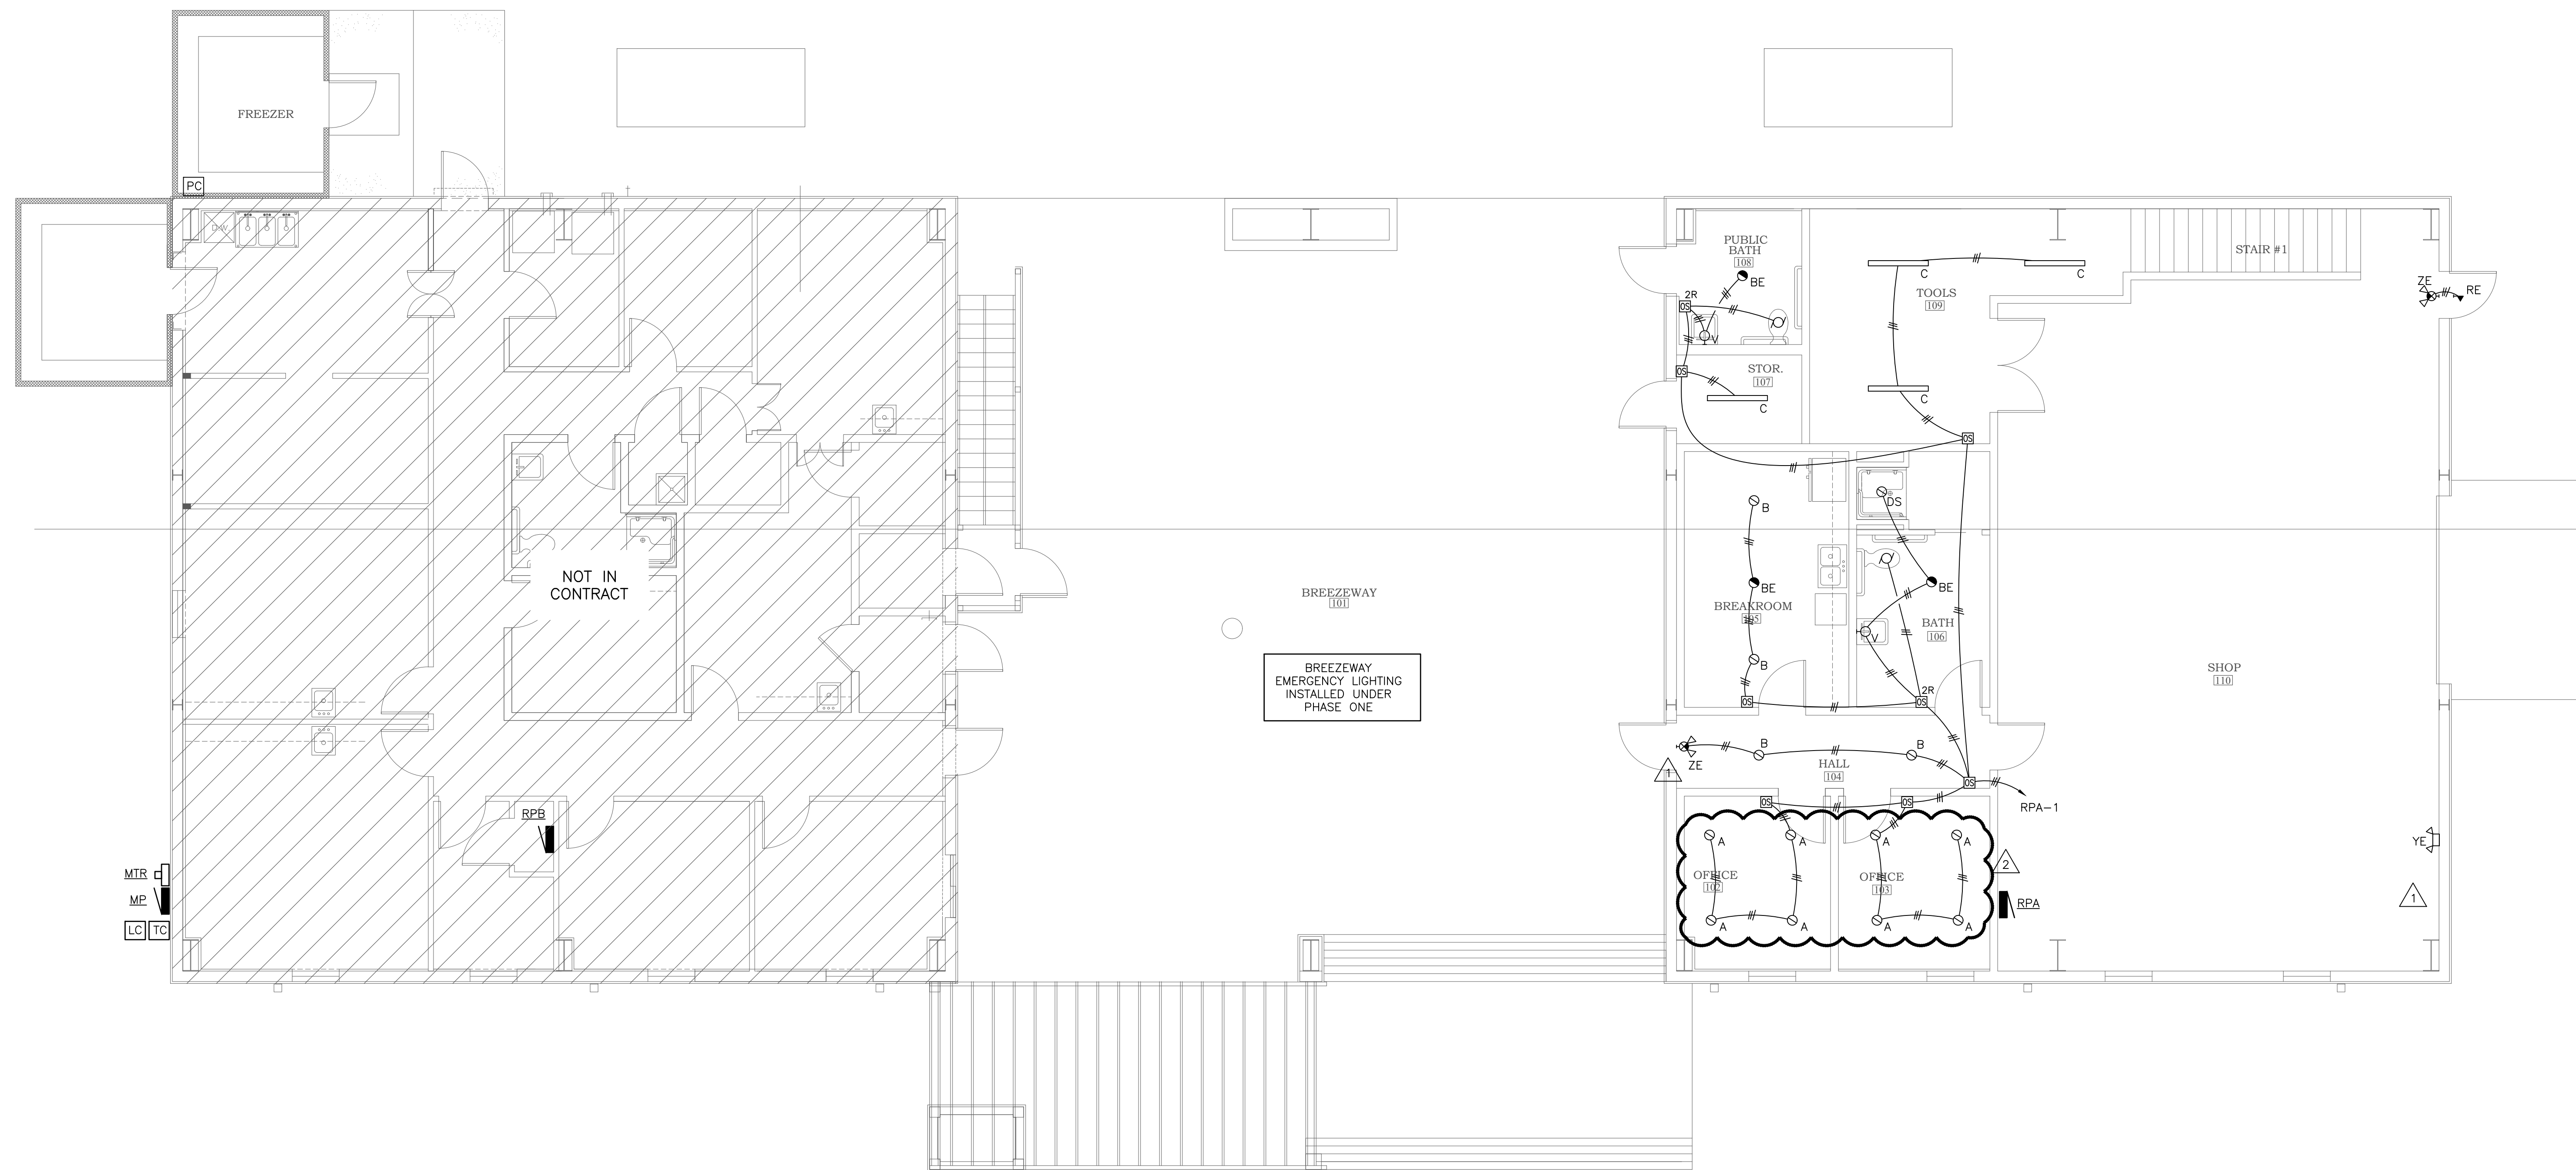 FREEZER
PC
D.W
NOT IN
CONTRACT
RPB
MTR
MP
LC
TC
BREEZEWAY
101
BREEZEWAY
EMERGENCY LIGHTING
INSTALLED UNDER
PHASE ONE
PUBLIC
BATH
108
BE
2R
OS
V
OS
STOR.
107
C
C
C
TOOLS
109
C
OS
STAIR #1
ZE
RE
B
BE
BREAKROOM
105
B
OS
DS
BE
BATH
106
V
2R
OS
SHOP
110
ZE
1
B
B
HALL
104
OS
RPA-1
OS
OS
A
A
A
A
OFFICE
102
OFFICE
103
A
A
A
A
2
RPA
YE
1